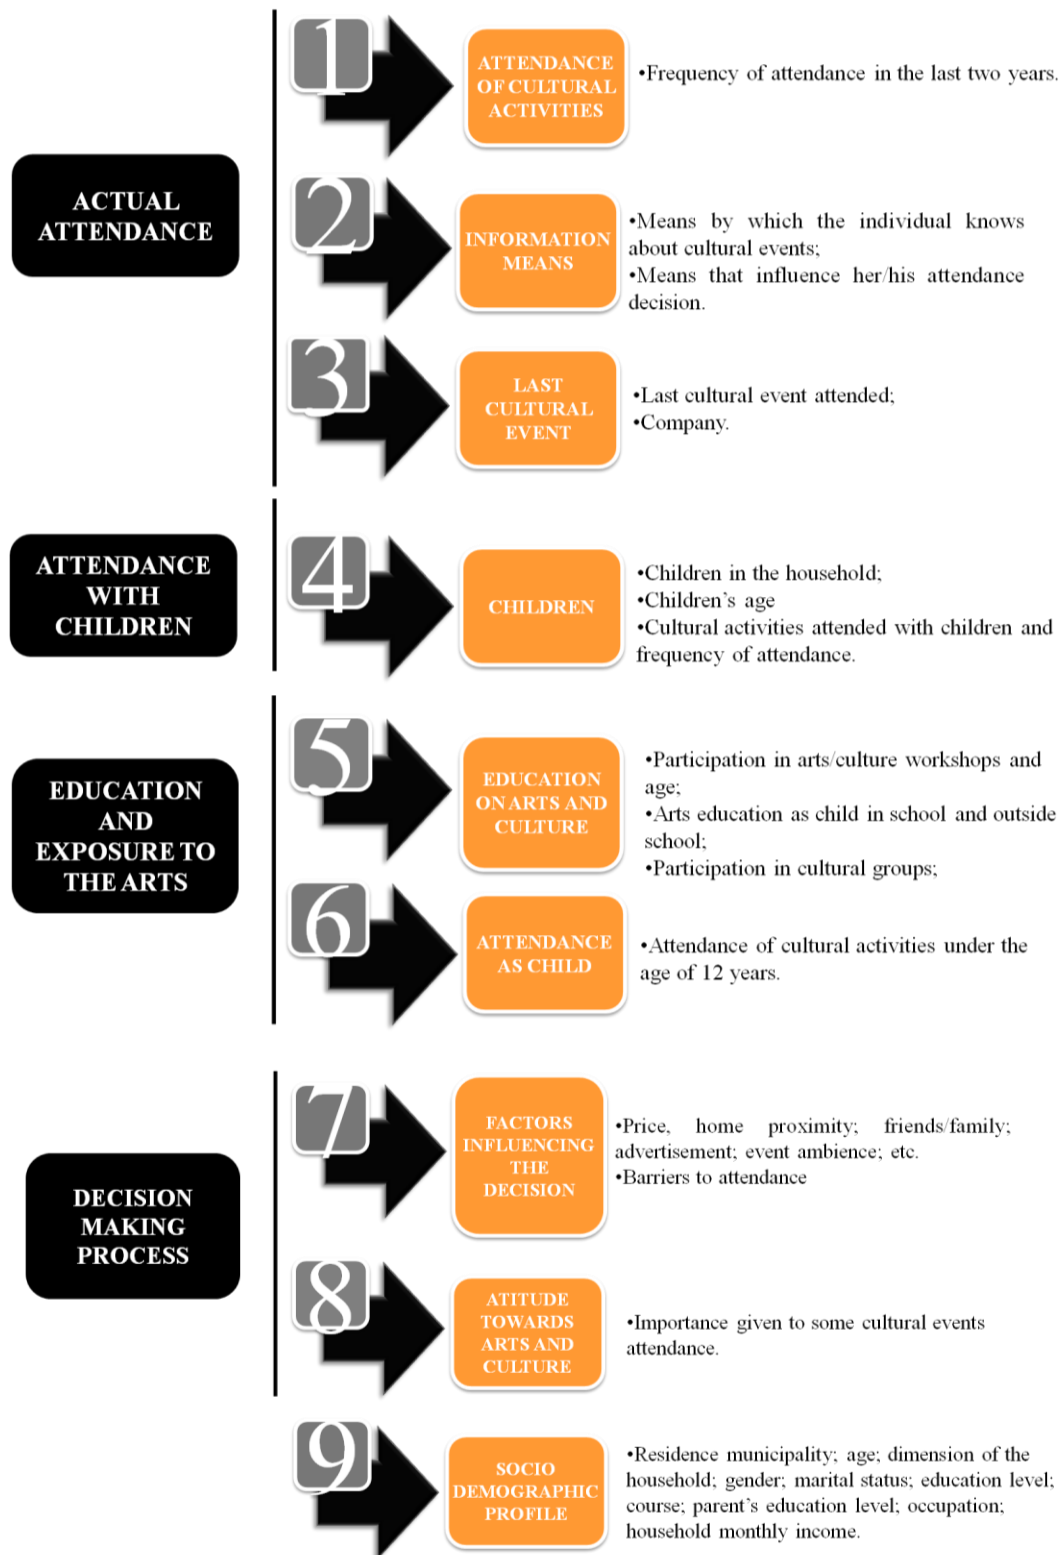 ACTUAL
ATTENDANCE
1
ATTENDANCE
OF CULTURAL
ACTIVITIES
•Frequency of attendance in the last two years.
2
INFORMATION
MEANS
•Means by which the individual knows
about cultural events;
•Means that influence her/his attendance
decision.
3
LAST
CULTURAL
EVENT
•Last cultural event attended;
•Company.
ATTENDANCE
WITH
CHILDREN
4
CHILDREN
•Children in the household;
•Children's age
•Cultural activities attended with children and
frequency of attendance.
EDUCATION
AND
EXPOSURE TO
THE ARTS
5
EDUCATION
ON ARTS AND
CULTURE
•Participation in arts/culture workshops and
age;
•Arts education as child in school and outside
school;
•Participation in cultural groups;
6
ATTENDANCE
AS CHILD
•Attendance of cultural activities under the
age of 12 years.
DECISION
MAKING
PROCESS
7
FACTORS
INFLUENCING
THE
DECISION
•Price, home proximity; friends/family;
advertisement; event ambience; etc.
•Barriers to attendance
8
ATITUDE
TOWARDS
ARTS AND
CULTURE
•Importance given to some cultural events
attendance.
9
SOCIO
DEMOGRAPHIC
PROFILE
•Residence municipality; age; dimension of the
household; gender; marital status; education level;
course; parent's education level; occupation;
household monthly income.